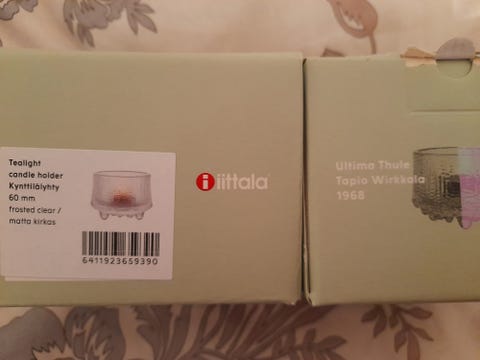 Tealight
candle holder
Kynttilälyhty
60 mm
frosted clear /
matta kirkas
6411923659390
iittala
Ultima Thule
Tapio Wirkkala
1968